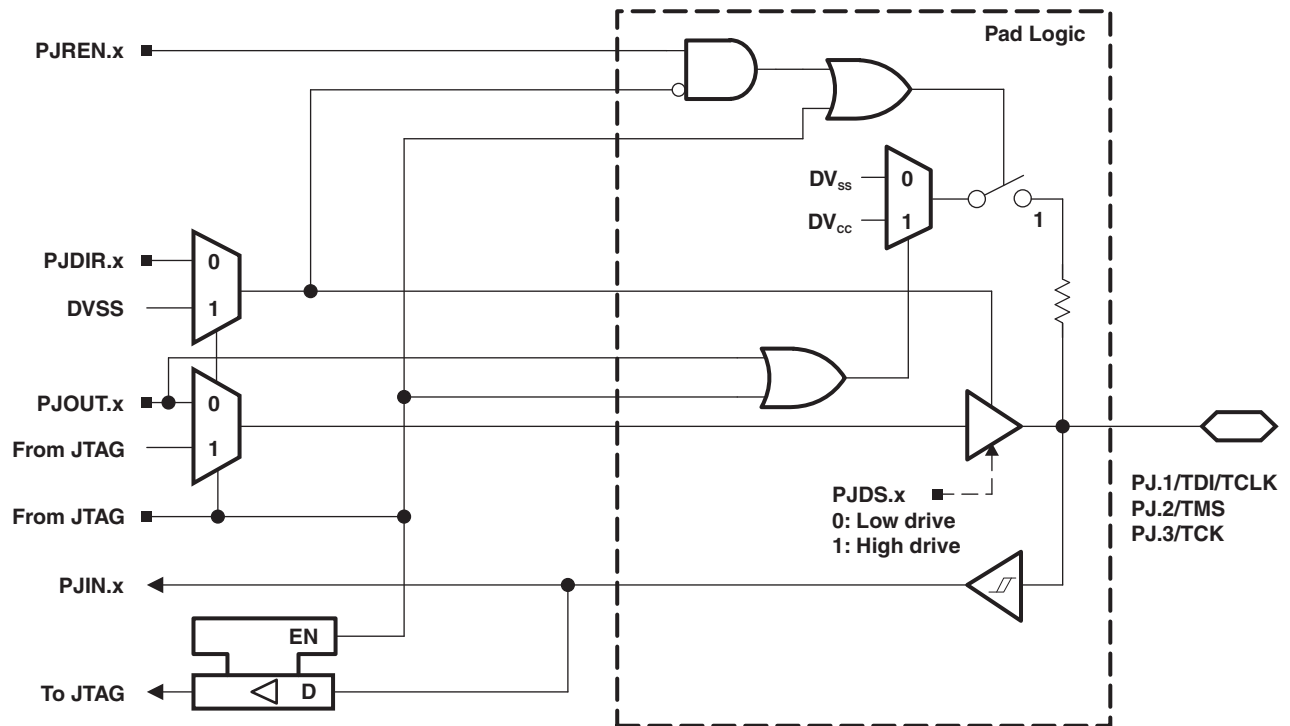 Pad Logic
PJREN.x
DVss
0
DVcc
1
1
PJDIR.x
0
DVSS
1
PJOUT.x
0
From JTAG
1
From JTAG
PJDS.x
0: Low drive
1: High drive
PJ.1/TDI/TCLK
PJ.2/TMS
PJ.3/TCK
PJIN.x
EN
To JTAG
D